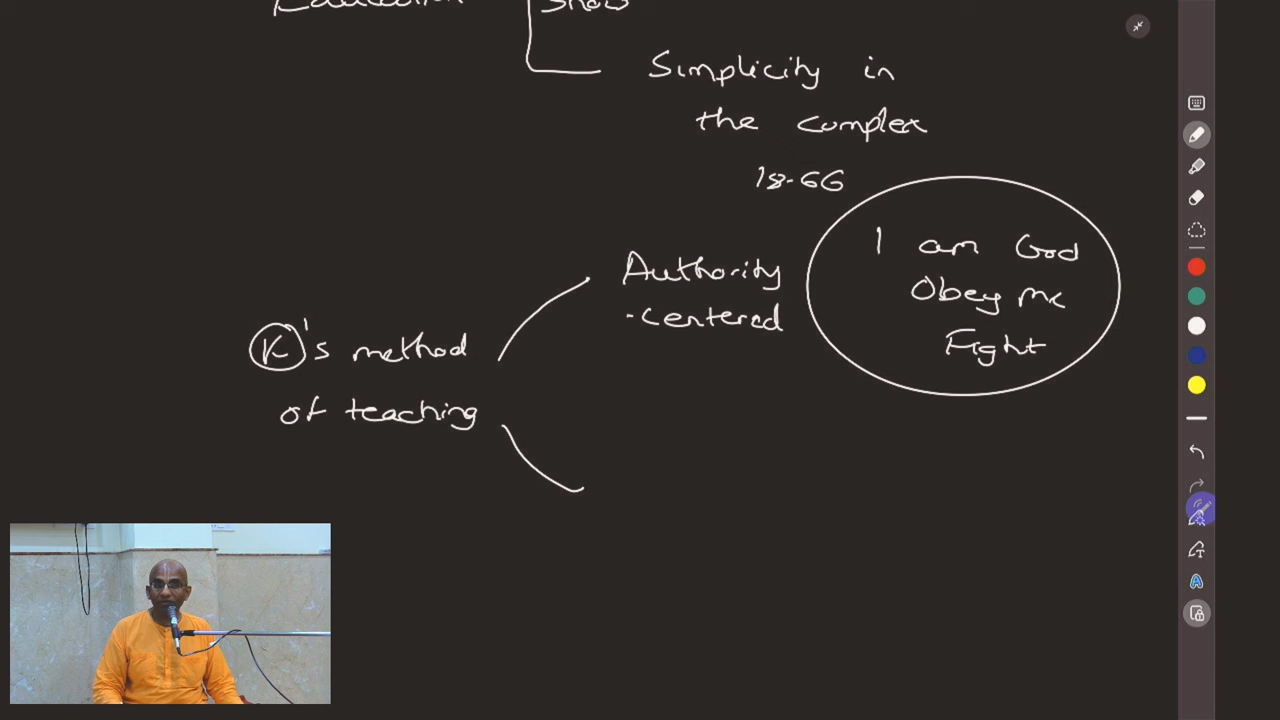 Simplicity in
the complex
18-66
Authority
-centered
I am God
Obey me
Fight
K's method
of teaching